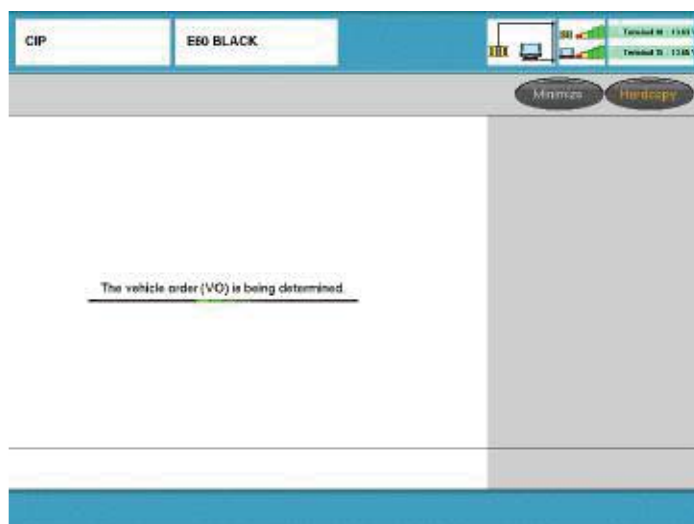 CIP
E60 BLACK
Minimize
Hardcopy
The vehicle order (VO) is being determined.